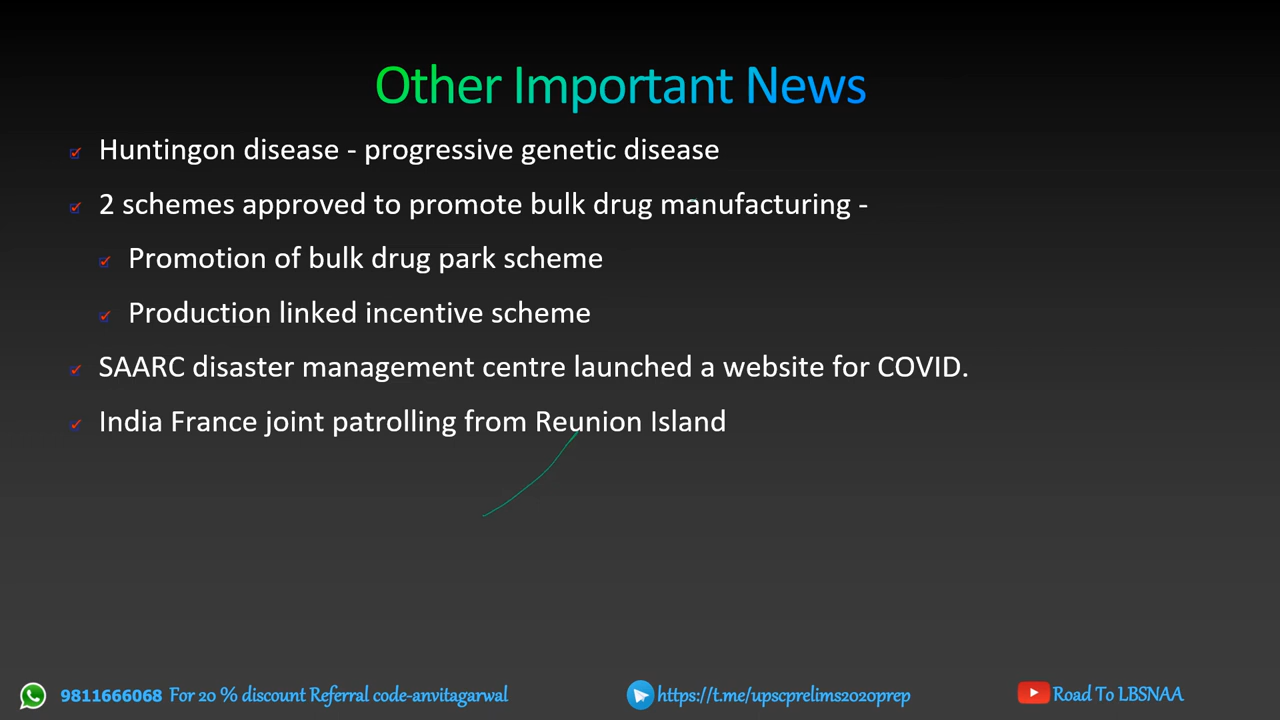 Other Important News
Huntingon disease - progressive genetic disease
2 schemes approved to promote bulk drug manufacturing -
Promotion of bulk drug park scheme
Production linked incentive scheme
SAARC disaster management centre launched a website for COVID.
India France joint patrolling from Reunion Island
9811666068 For 20 % discount Referral code-anvitagarwal
https://t.me/upscprelims2020prep
Road To LBSNAA